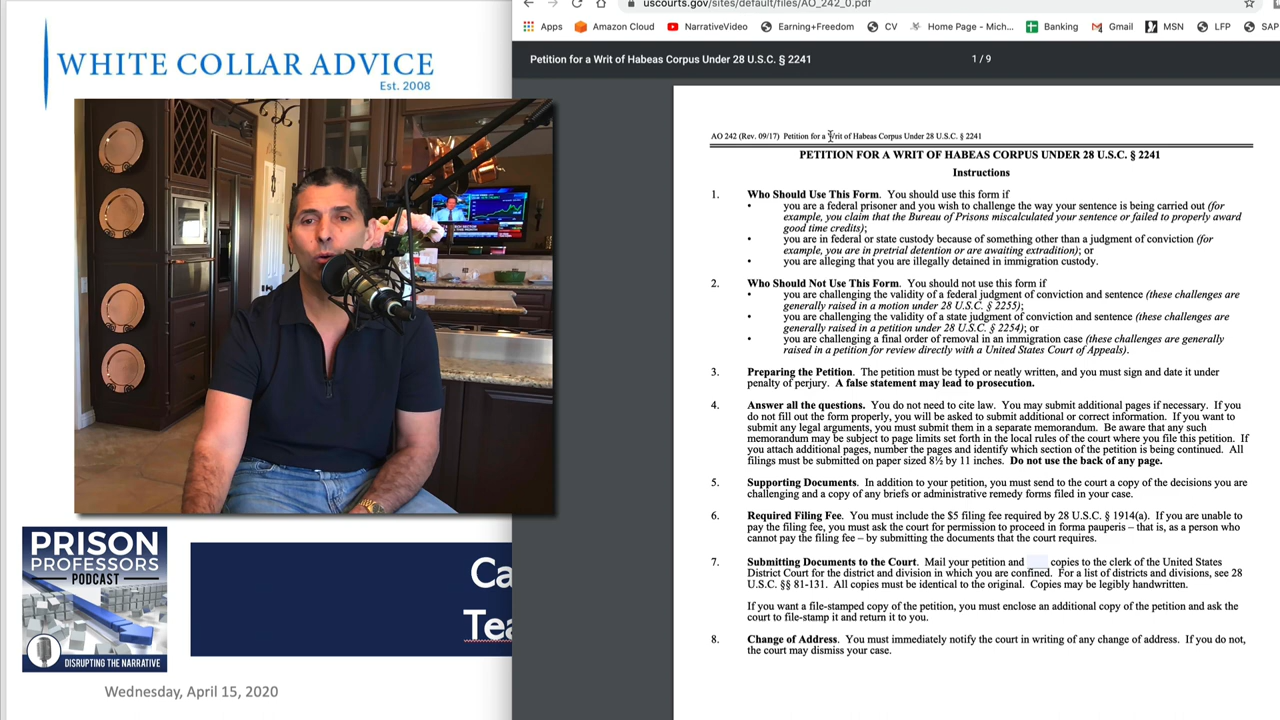 WHITE COLLAR ADVICE
Est. 2008
PRISON
PROFESSORS
PODCAST
DISRUPTING THE NARRATIVE
Ca
Tea
Wednesday, April 15, 2020
uscourts.gov/sites/default/files/AO_242_0.pdf
Apps Amazon Cloud NarrativeVideo Earning+Freedom CV Home Page - Mich... Banking Gmail MSN LFP SAP
Petition for a Writ of Habeas Corpus Under 28 U.S.C. § 2241 1 / 9
AO 242 (Rev. 09/17) Petition for a Writ of Habeas Corpus Under 28 U.S.C. § 2241
PETITION FOR A WRIT OF HABEAS CORPUS UNDER 28 U.S.C. § 2241
Instructions
1. Who Should Use This Form. You should use this form if
• you are a federal prisoner and you wish to challenge the way your sentence is being carried out (for
example, you claim that the Bureau of Prisons miscalculated your sentence or failed to properly award
good time credits);
• you are in federal or state custody because of something other than a judgment of conviction (for
example, you are in pretrial detention or are awaiting extradition); or
• you are alleging that you are illegally detained in immigration custody.
2. Who Should Not Use This Form. You should not use this form if
• you are challenging the validity of a federal judgment of conviction and sentence (these challenges are
generally raised in a motion under 28 U.S.C. § 2255);
• you are challenging the validity of a state judgment of conviction and sentence (these challenges are
generally raised in a petition under 28 U.S.C. § 2254); or
• you are challenging a final order of removal in an immigration case (these challenges are generally
raised in a petition for review directly with a United States Court of Appeals).
3. Preparing the Petition. The petition must be typed or neatly written, and you must sign and date it under
penalty of perjury. A false statement may lead to prosecution.
4. Answer all the questions. You do not need to cite law. You may submit additional pages if necessary. If you
do not fill out the form properly, you will be asked to submit additional or correct information. If you want to
submit any legal arguments, you must submit them in a separate memorandum. Be aware that any such
memorandum may be subject to page limits set forth in the local rules of the court where you file this petition. If
you attach additional pages, number the pages and identify which section of the petition is being continued. All
filings must be submitted on paper sized 8½ by 11 inches. Do not use the back of any page.
5. Supporting Documents. In addition to your petition, you must send to the court a copy of the decisions you are
challenging and a copy of any briefs or administrative remedy forms filed in your case.
6. Required Filing Fee. You must include the $5 filing fee required by 28 U.S.C. § 1914(a). If you are unable to
pay the filing fee, you must ask the court for permission to proceed in forma pauperis – that is, as a person who
cannot pay the filing fee – by submitting the documents that the court requires.
7. Submitting Documents to the Court. Mail your petition and copies to the clerk of the United States
District Court for the district and division in which you are confined. For a list of districts and divisions, see 28
U.S.C. §§ 81-131. All copies must be identical to the original. Copies may be legibly handwritten.
If you want a file-stamped copy of the petition, you must enclose an additional copy of the petition and ask the
court to file-stamp it and return it to you.
8. Change of Address. You must immediately notify the court in writing of any change of address. If you do not,
the court may dismiss your case.